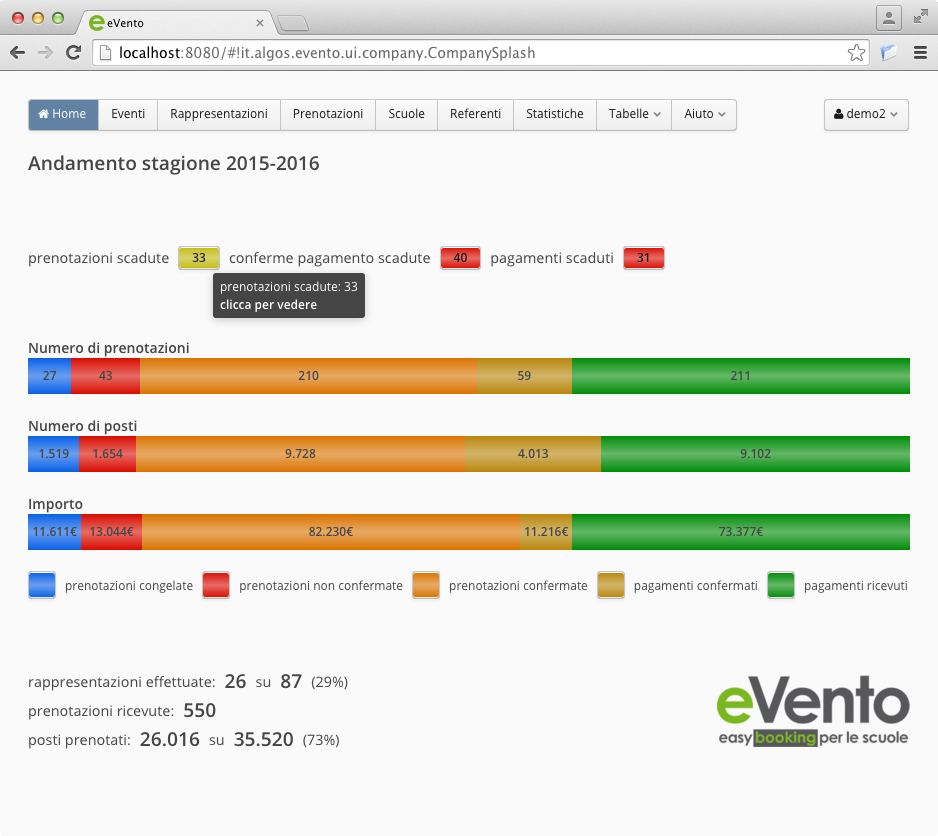 eVento
localhost:8080/#!it.algos.evento.ui.company.CompanySplash
Home Eventi Rappresentazioni Prenotazioni Scuole Referenti Statistiche Tabelle Aiuto demo2
Andamento stagione 2015-2016
prenotazioni scadute 33 conferme pagamento scadute 40 pagamenti scaduti 31
prenotazioni scadute: 33
clicca per vedere
Numero di prenotazioni
27 43 210 59 211
Numero di posti
1.519 1.654 9.728 4.013 9.102
Importo
11.611€ 13.044€ 82.230€ 11.216€ 73.377€
prenotazioni congelate prenotazioni non confermate prenotazioni confermate pagamenti confermati pagamenti ricevuti
rappresentazioni effettuate: 26 su 87 (29%)
prenotazioni ricevute: 550
posti prenotati: 26.016 su 35.520 (73%)
eVento
easybooking per le scuole